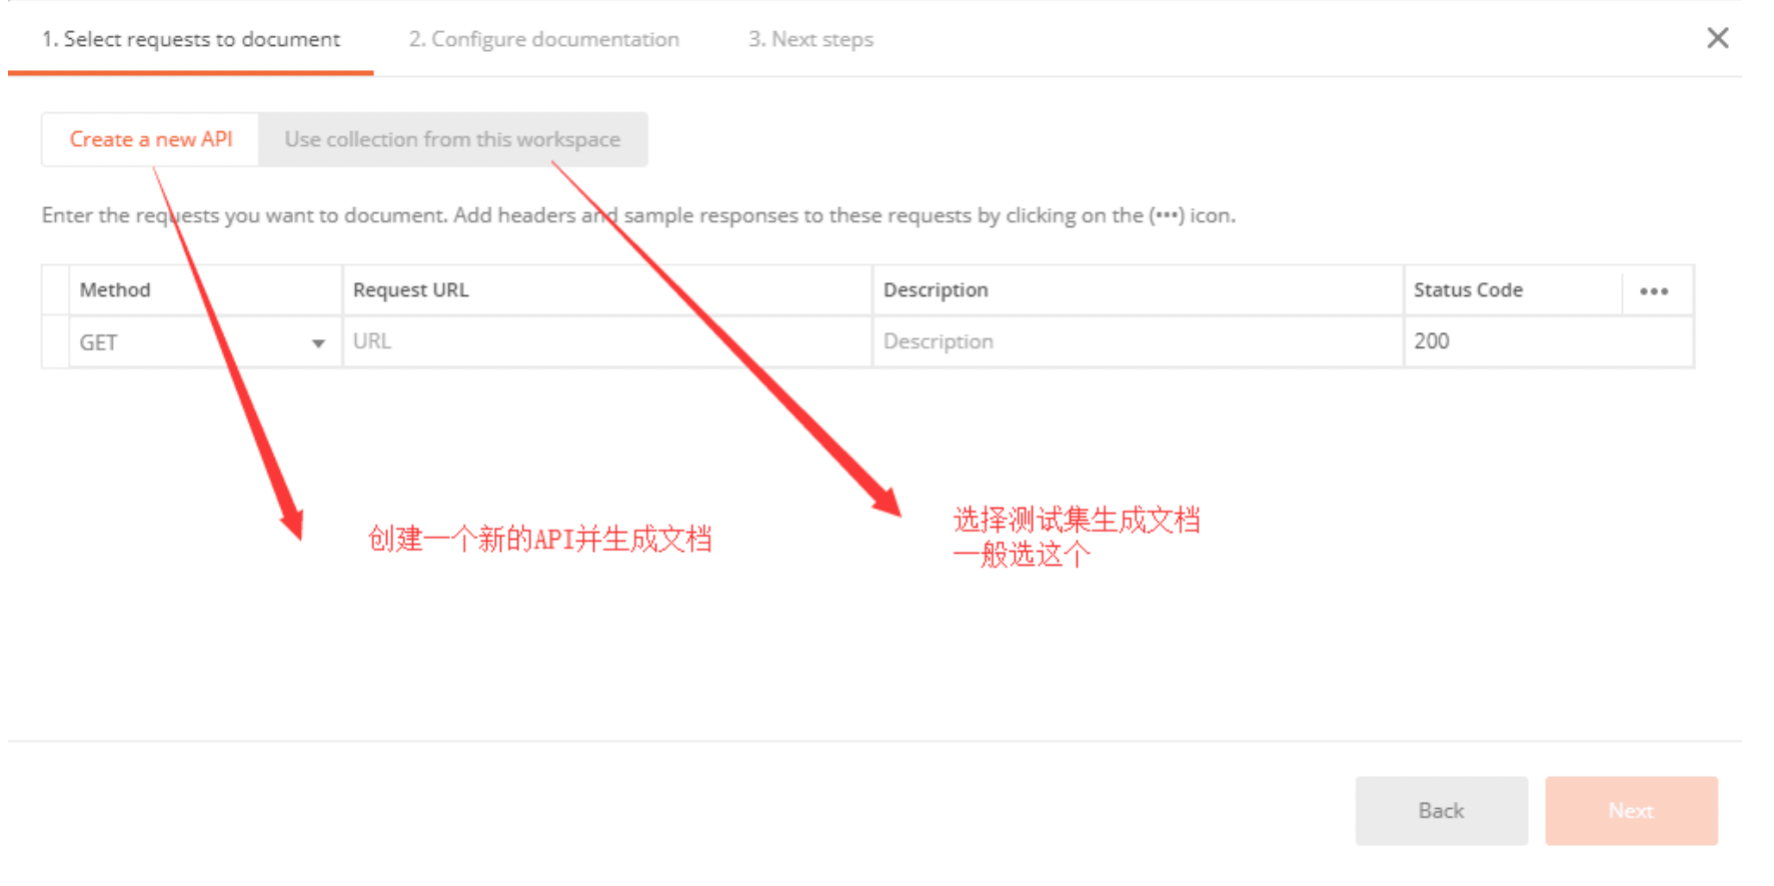 1. Select requests to document
2. Configure documentation
3. Next steps
Create a new API
Use collection from this workspace
Enter the requests you want to document. Add headers and sample responses to these requests by clicking on the (•••) icon.
Method
Request URL
Description
Status Code
•••
GET
URL
Description
200
创建一个新的API并生成文档
选择测试集生成文档
一般选这个
Back
Next